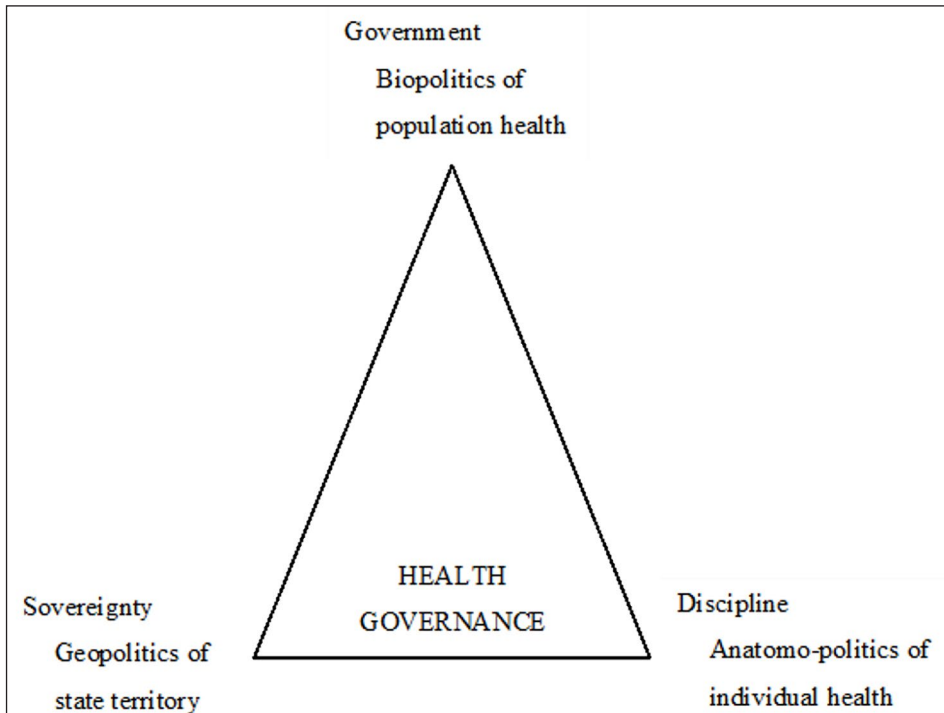 Government
Biopolitics of
population health
HEALTH
GOVERNANCE
Sovereignty
Geopolitics of
state territory
Discipline
Anatomo-politics of
individual health